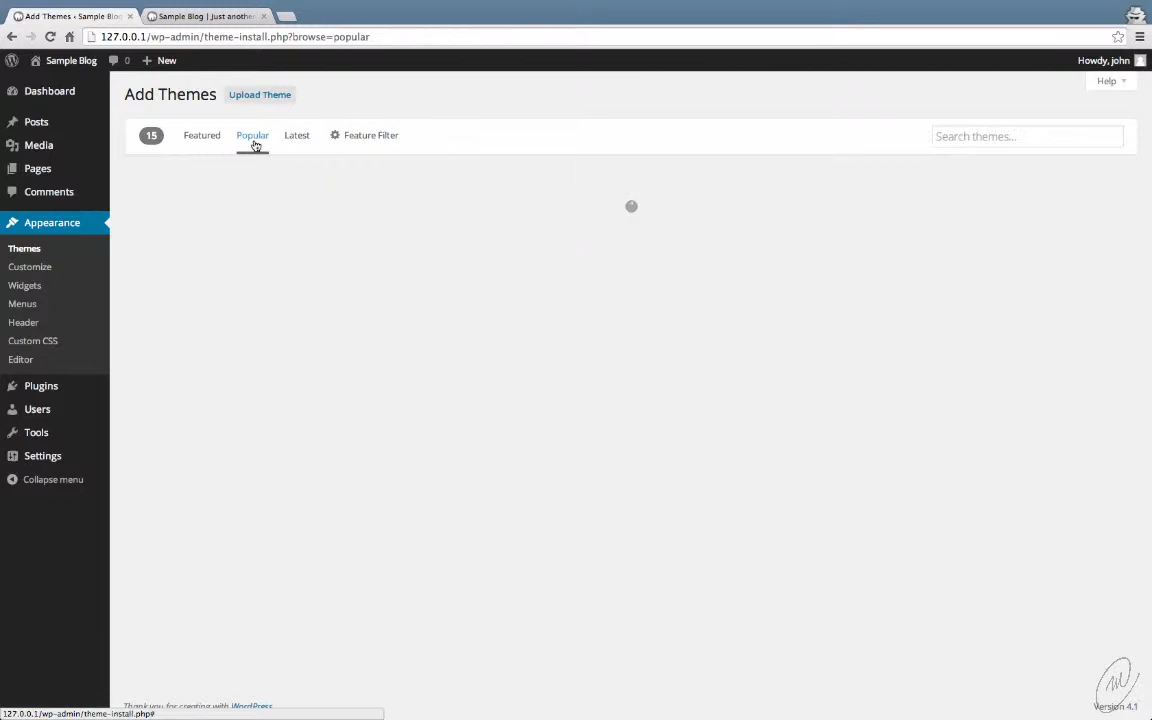 Add Themes ‹ Sample Blo
Sample Blog | Just anothe
127.0.0.1/wp-admin/theme-install.php?browse=popular
Sample Blog
0
New
Howdy, john
Dashboard
Posts
Media
Pages
Comments
Appearance
Themes
Customize
Widgets
Menus
Header
Custom CSS
Editor
Plugins
Users
Tools
Settings
Collapse menu
Help
Add Themes
Upload Theme
15
Featured
Popular
Latest
Feature Filter
Search themes...
Thank you for creating with WordPress
Version 4.1
127.0.0.1/wp-admin/theme-install.php#